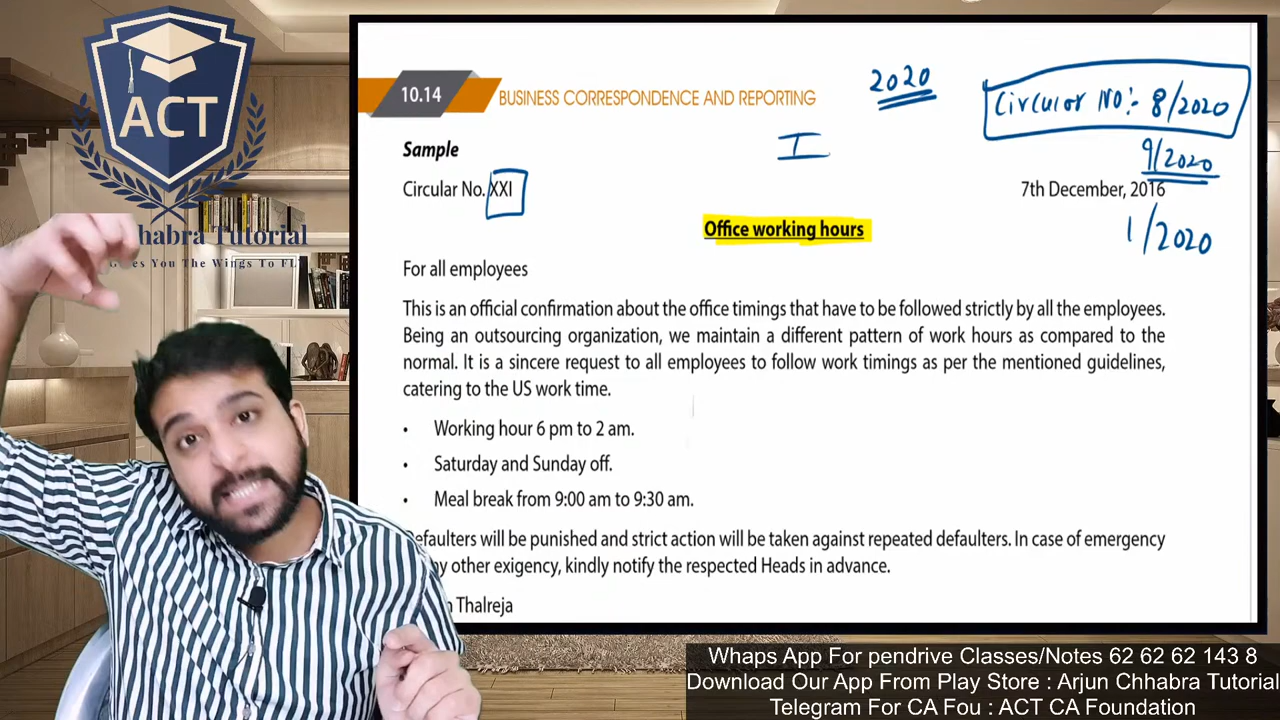 ACT
habra Tutorial
es You The Wings To FL
10.14
BUSINESS CORRESPONDENCE AND REPORTING
2020
Circular No:- 8/2020
9/2020
1/2020
I
Sample
Circular No. XXI
7th December, 2016
Office working hours
For all employees
This is an official confirmation about the office timings that have to be followed strictly by all the employees.
Being an outsourcing organization, we maintain a different pattern of work hours as compared to the
normal. It is a sincere request to all employees to follow work timings as per the mentioned guidelines,
catering to the US work time.
• Working hour 6 pm to 2 am.
• Saturday and Sunday off.
• Meal break from 9:00 am to 9:30 am.
efaulters will be punished and strict action will be taken against repeated defaulters. In case of emergency
y other exigency, kindly notify the respected Heads in advance.
Thalreja
Whaps App For pendrive Classes/Notes 62 62 62 143 8
Download Our App From Play Store : Arjun Chhabra Tutorial
Telegram For CA Fou : ACT CA Foundation